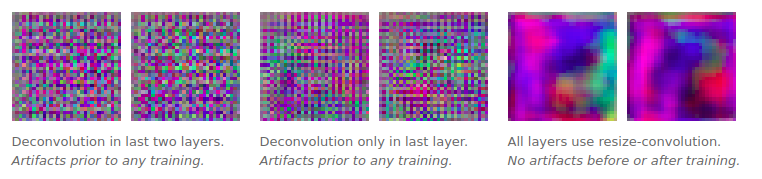 Deconvolution in last two layers.
Artifacts prior to any training.
Deconvolution only in last layer.
Artifacts prior to any training.
All layers use resize-convolution.
No artifacts before or after training.